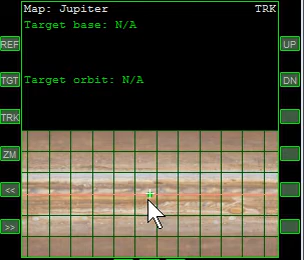 Map: Jupiter TRK
Target base: N/A
REF UP
Target orbit: N/A
TGT DN
TRK
ZM
<<
>>